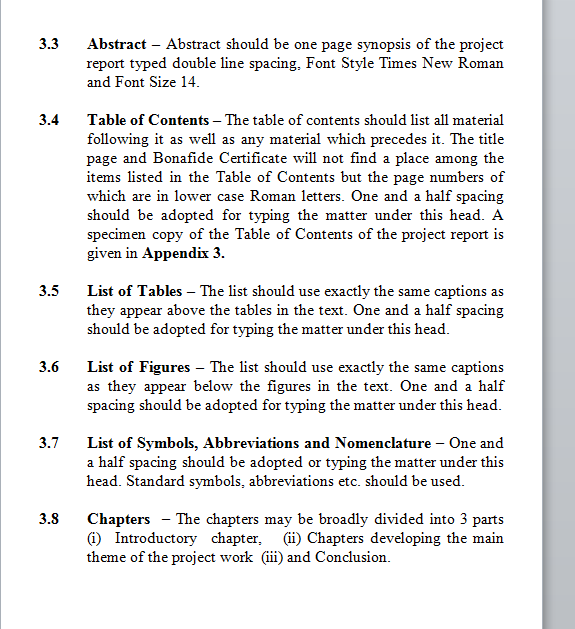 3.3 Abstract – Abstract should be one page synopsis of the project
report typed double line spacing, Font Style Times New Roman
and Font Size 14.
3.4 Table of Contents – The table of contents should list all material
following it as well as any material which precedes it. The title
page and Bonafide Certificate will not find a place among the
items listed in the Table of Contents but the page numbers of
which are in lower case Roman letters. One and a half spacing
should be adopted for typing the matter under this head. A
specimen copy of the Table of Contents of the project report is
given in Appendix 3.
3.5 List of Tables – The list should use exactly the same captions as
they appear above the tables in the text. One and a half spacing
should be adopted for typing the matter under this head.
3.6 List of Figures – The list should use exactly the same captions
as they appear below the figures in the text. One and a half
spacing should be adopted for typing the matter under this head.
3.7 List of Symbols, Abbreviations and Nomenclature – One and
a half spacing should be adopted or typing the matter under this
head. Standard symbols, abbreviations etc. should be used.
3.8 Chapters – The chapters may be broadly divided into 3 parts
(i) Introductory chapter, (ii) Chapters developing the main
theme of the project work (iii) and Conclusion.